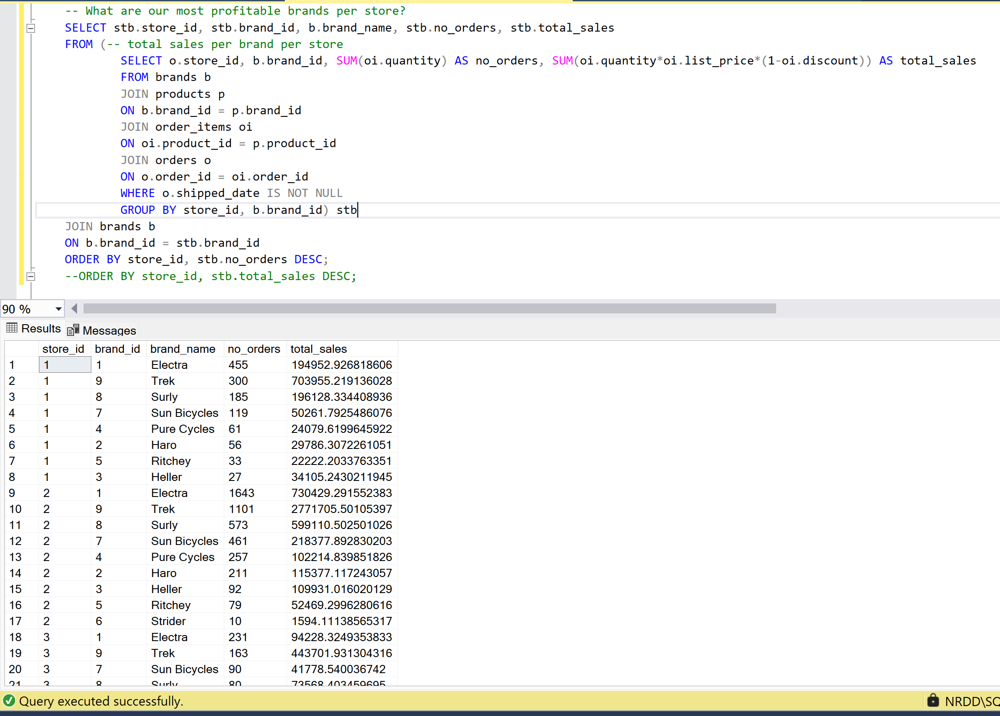 -- What are our most profitable brands per store?
SELECT stb.store_id, stb.brand_id, b.brand_name, stb.no_orders, stb.total_sales
FROM (-- total sales per brand per store
SELECT o.store_id, b.brand_id, SUM(oi.quantity) AS no_orders, SUM(oi.quantity*oi.list_price*(1-oi.discount)) AS total_sales
FROM brands b
JOIN products p
ON b.brand_id = p.brand_id
JOIN order_items oi
ON oi.product_id = p.product_id
JOIN orders o
ON o.order_id = oi.order_id
WHERE o.shipped_date IS NOT NULL
GROUP BY store_id, b.brand_id) stb
JOIN brands b
ON b.brand_id = stb.brand_id
ORDER BY store_id, stb.no_orders DESC;
--ORDER BY store_id, stb.total_sales DESC;
90 %
Results Messages
store_id brand_id brand_name no_orders total_sales
1 1 1 Electra 455 194952.926818606
2 1 9 Trek 300 703955.219136028
3 1 8 Surly 185 196128.334408936
4 1 7 Sun Bicycles 119 50261.7925486076
5 1 4 Pure Cycles 61 24079.6199645922
6 1 2 Haro 56 29786.3072261051
7 1 5 Ritchey 33 22222.2033763351
8 1 3 Heller 27 34105.2430211945
9 2 1 Electra 1643 730429.291552383
10 2 9 Trek 1101 2771705.50105397
11 2 8 Surly 573 599110.502501026
12 2 7 Sun Bicycles 461 218377.892830203
13 2 4 Pure Cycles 257 102214.839851826
14 2 2 Haro 211 115377.117243057
15 2 3 Heller 92 109931.016020129
16 2 5 Ritchey 79 52469.2996280616
17 2 6 Strider 10 1594.11138565317
18 3 1 Electra 231 94228.3249353833
19 3 9 Trek 163 443701.931304316
20 3 7 Sun Bicycles 90 41778.540036742
21 3 8 Surly 80 73568.403459695
Query executed successfully.
NRDD\SQ